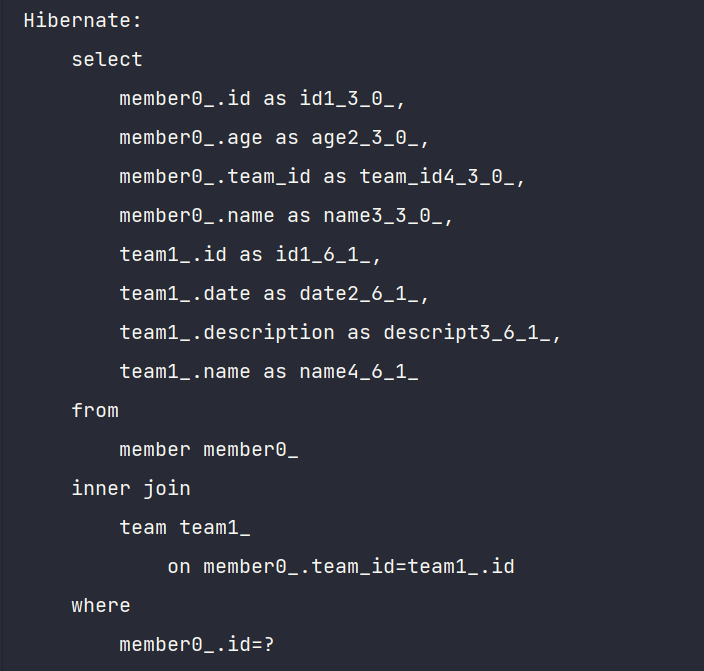 Hibernate:
select
member0_.id as id1_3_0_,
member0_.age as age2_3_0_,
member0_.team_id as team_id4_3_0_,
member0_.name as name3_3_0_,
team1_.id as id1_6_1_,
team1_.date as date2_6_1_,
team1_.description as descript3_6_1_,
team1_.name as name4_6_1_
from
member member0_
inner join
team team1_
on member0_.team_id=team1_.id
where
member0_.id=?